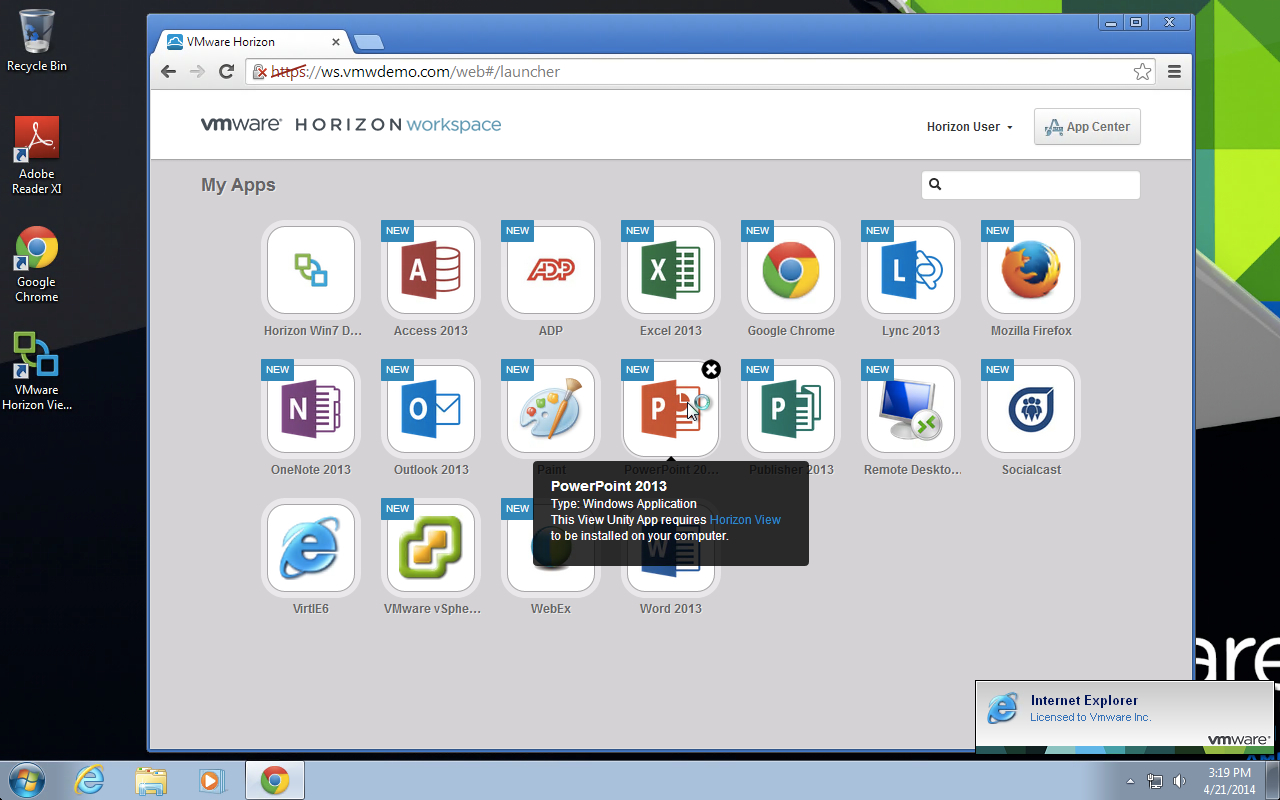 Recycle Bin
Adobe
Reader XI
Google
Chrome
VMware
Horizon Vie...
VMware Horizon
https://ws.vmwdemo.com/web#/launcher
vmware HORIZON workspace
Horizon User
App Center
My Apps
NEW NEW NEW NEW NEW NEW
A ADP X L
Horizon Win7 D... Access 2013 ADP Excel 2013 Google Chrome Lync 2013 Mozilla Firefox
NEW NEW NEW NEW NEW NEW NEW
N O P P
OneNote 2013 Outlook 2013 Paint PowerPoint 20... Publisher 2013 Remote Deskto... Socialcast
PowerPoint 2013
Type: Windows Application
This View Unity App requires Horizon View
to be installed on your computer.
NEW NEW
W
VirtIE6 VMware vSphe... WebEx Word 2013
are
Internet Explorer
Licensed to Vmware Inc.
vmware
3:19 PM
4/21/2014